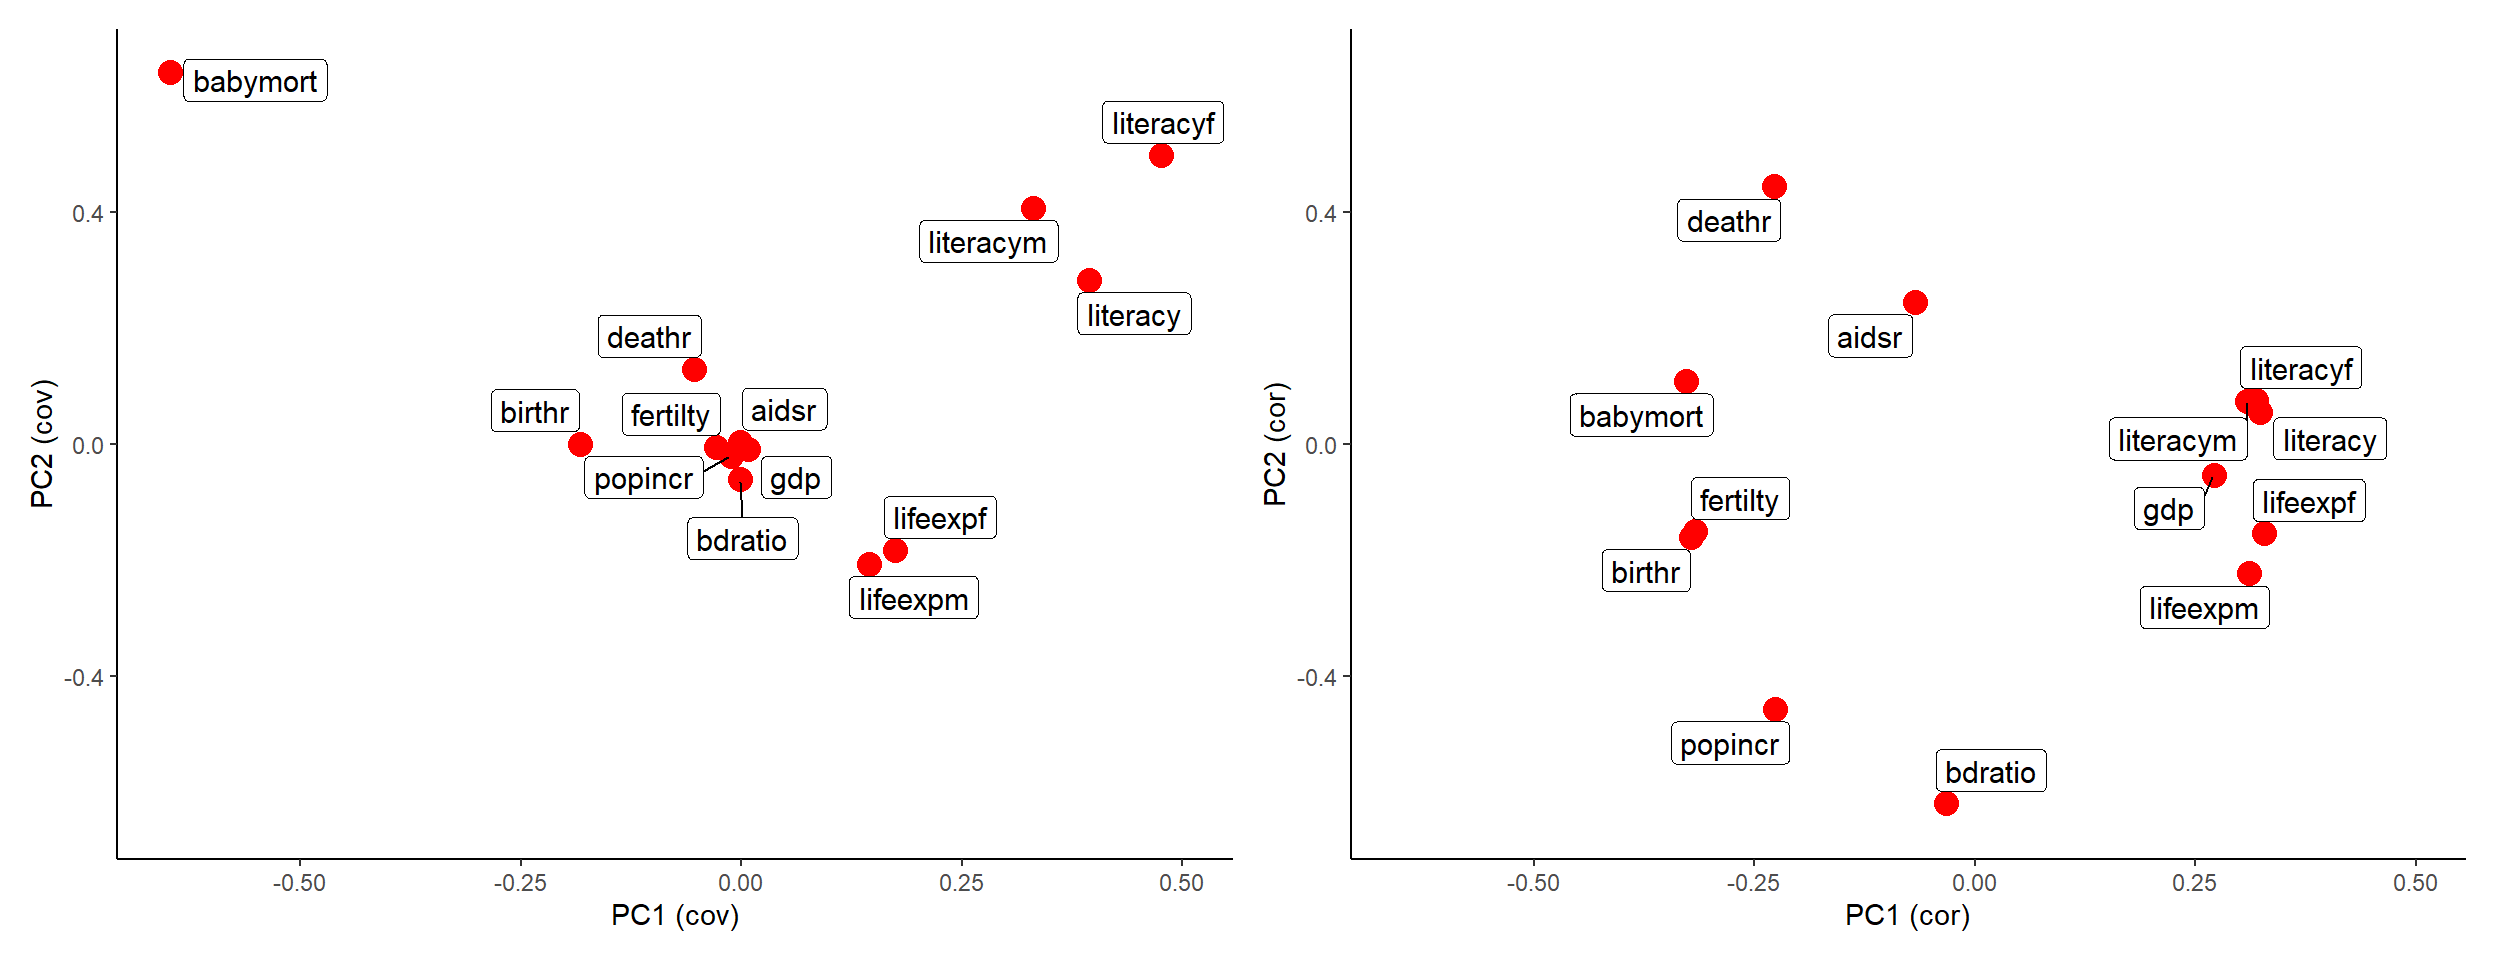 babymort
literacyf
literacym
literacy
deathr
birthr
fertilty
aidsr
popincr
gdp
bdratio
lifeexpf
lifeexpm
0.4
0.0
-0.4
PC2 (cov)
-0.50
-0.25
0.00
0.25
0.50
PC1 (cov)
deathr
aidsr
babymort
literacyf
literacym
literacy
gdp
fertilty
lifeexpf
birthr
lifeexpm
popincr
bdratio
0.4
0.0
-0.4
PC2 (cor)
-0.50
-0.25
0.00
0.25
0.50
PC1 (cor)